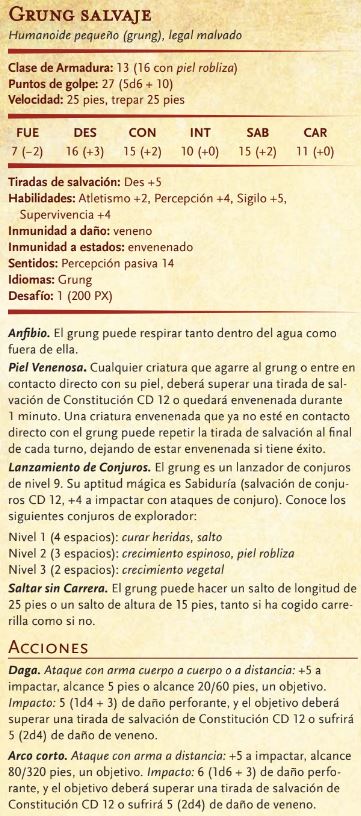 GRUNG SALVAJE
Humanoide pequeño (grung), legal malvado
Clase de Armadura: 13 (16 con piel robliza)
Puntos de golpe: 27 (5d6 + 10)
Velocidad: 25 pies, trepar 25 pies
FUE DES CON INT SAB CAR
7 (−2) 16 (+3) 15 (+2) 10 (+0) 15 (+2) 11 (+0)
Tiradas de salvación: Des +5
Habilidades: Atletismo +2, Percepción +4, Sigilo +5,
Supervivencia +4
Inmunidad a daño: veneno
Inmunidad a estados: envenenado
Sentidos: Percepción pasiva 14
Idiomas: Grung
Desafío: 1 (200 PX)
Anfibio. El grung puede respirar tanto dentro del agua como
fuera de ella.
Piel Venenosa. Cualquier criatura que agarre al grung o entre en
contacto directo con su piel, deberá superar una tirada de sal-
vación de Constitución CD 12 o quedará envenenada durante
1 minuto. Una criatura envenenada que ya no esté en contacto
directo con el grung puede repetir la tirada de salvación al final
de cada turno, dejando de estar envenenada si tiene éxito.
Lanzamiento de Conjuros. El grung es un lanzador de conjuros
de nivel 9. Su aptitud mágica es Sabiduría (salvación de conju-
ros CD 12, +4 a impactar con ataques de conjuro). Conoce los
siguientes conjuros de explorador:
Nivel 1 (4 espacios): curar heridas, salto
Nivel 2 (3 espacios): crecimiento espinoso, piel robliza
Nivel 3 (2 espacios): crecimiento vegetal
Saltar sin Carrera. El grung puede hacer un salto de longitud de
25 pies o un salto de altura de 15 pies, tanto si ha cogido carre-
rilla como si no.
ACCIONES
Daga. Ataque con arma cuerpo a cuerpo o a distancia: +5 a
impactar, alcance 5 pies o alcance 20/60 pies, un objetivo.
Impacto: 5 (1d4 + 3) de daño perforante, y el objetivo deberá
superar una tirada de salvación de Constitución CD 12 o sufrirá
5 (2d4) de daño de veneno.
Arco corto. Ataque con arma a distancia: +5 a impactar, alcance
80/320 pies, un objetivo. Impacto: 6 (1d6 + 3) de daño perfo-
rante, y el objetivo deberá superar una tirada de salvación de
Constitución CD 12 o sufrirá 5 (2d4) de daño de veneno.